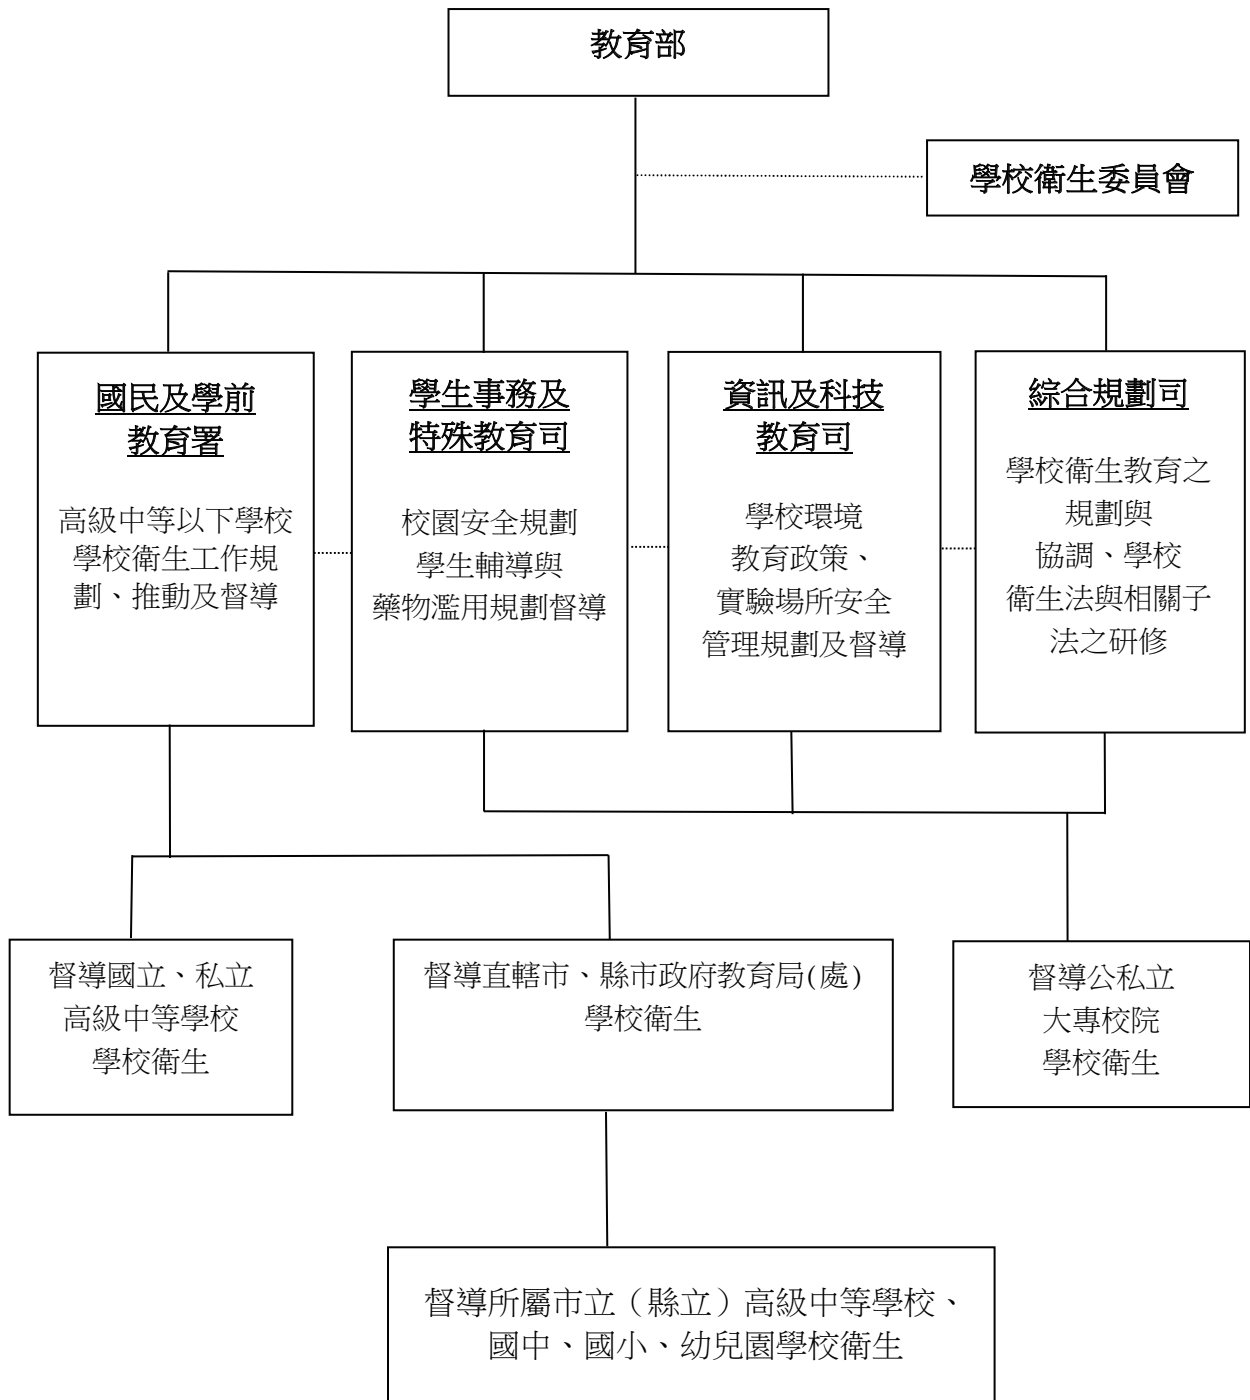 教育部
學校衛生委員會
國民及學前
教育署
高級中等以下學校
學校衛生工作規
劃、推動及督導
學生事務及
特殊教育司
校園安全規劃
學生輔導與
藥物濫用規劃督導
資訊及科技
教育司
學校環境
教育政策、
實驗場所安全
管理規劃及督導
綜合規劃司
學校衛生教育之
規劃與
協調、學校
衛生法與相關子
法之研修
督導國立、私立
高級中等學校
學校衛生
督導直轄市、縣市政府教育局(處)
學校衛生
督導公私立
大專校院
學校衛生
督導所屬市立（縣立）高級中等學校、
國中、國小、幼兒園學校衛生